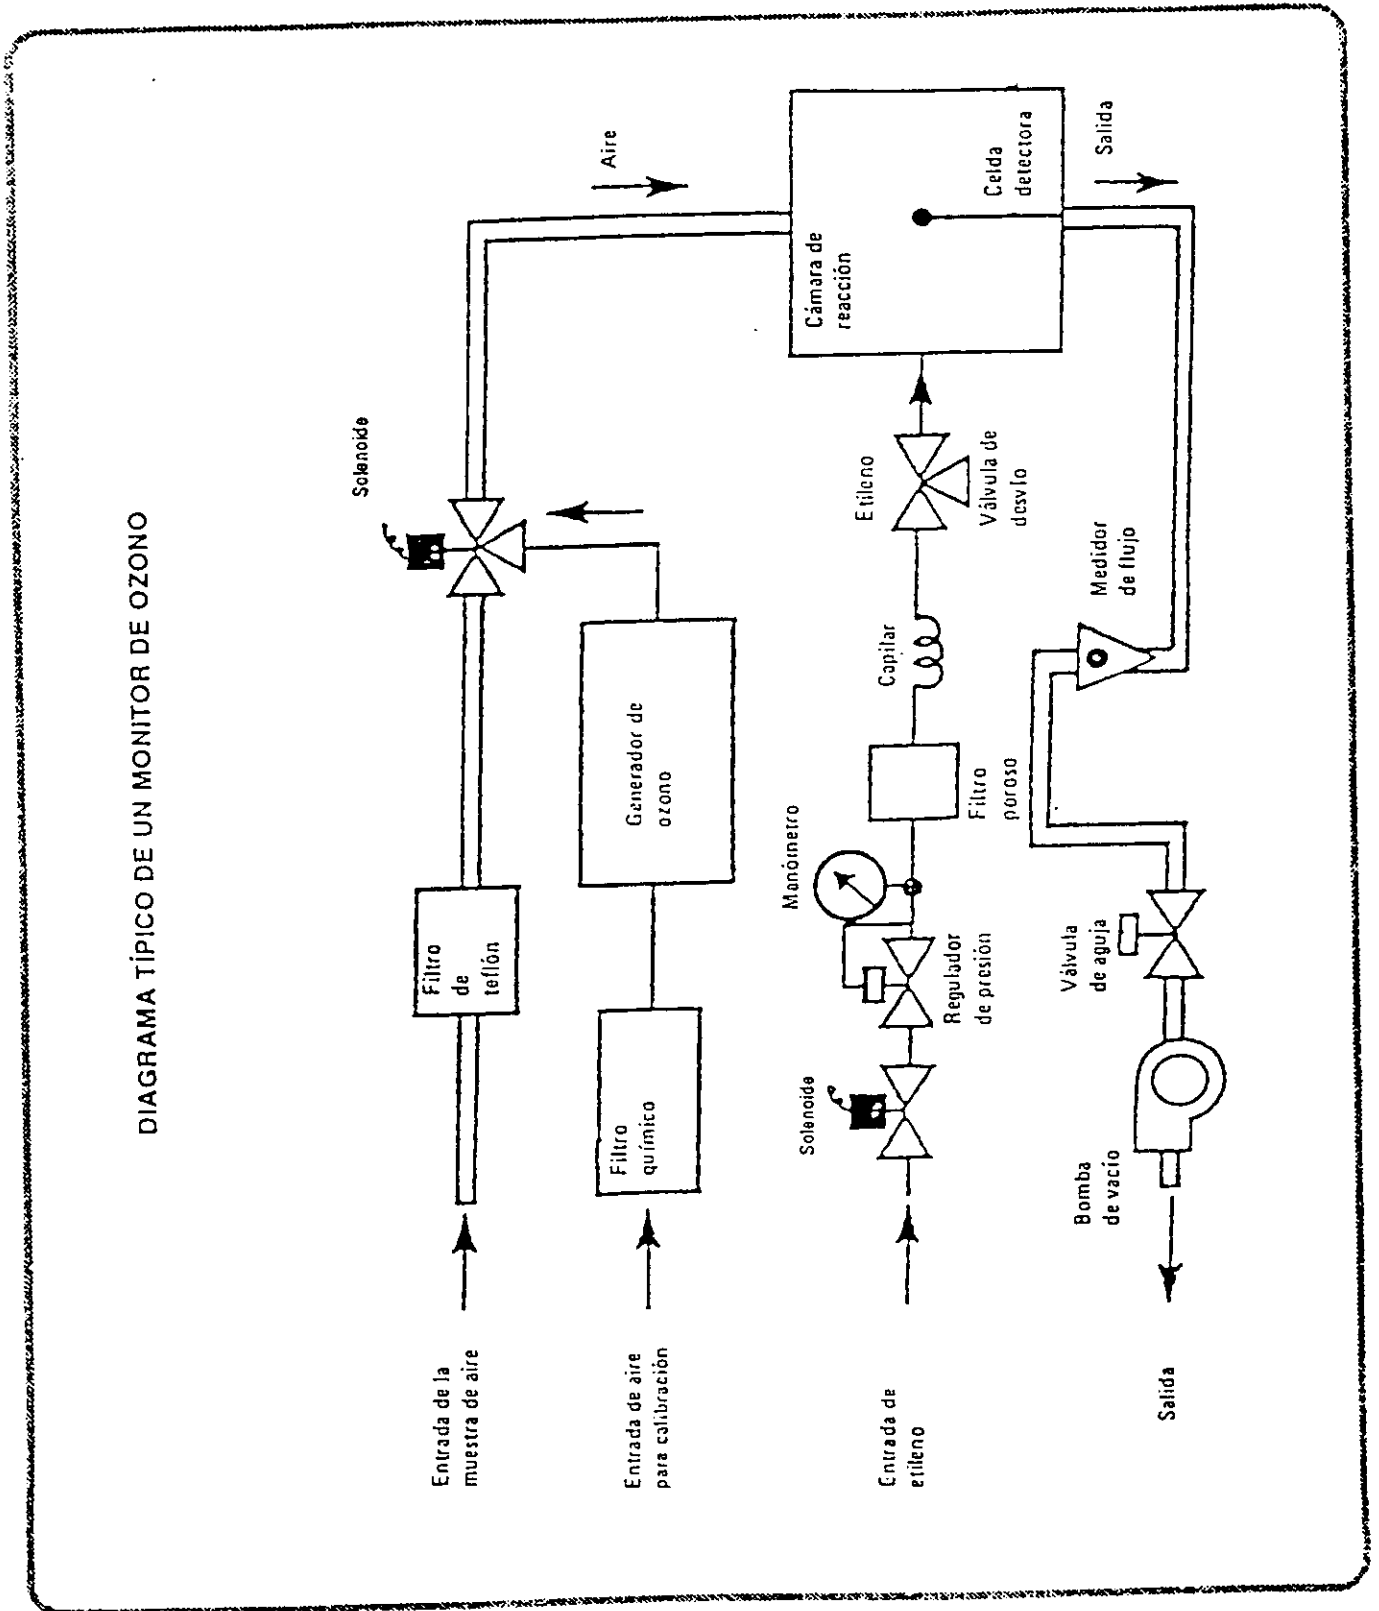 DIAGRAMA TÍPICO DE UN MONITOR DE OZONO
Solenoide
Aire
Entrada de la
muestra de aire
Filtro
de
teflón
Entrada de aire
para calibración
Filtro
químico
Generador de
ozono
Cámara de
reacción
Celda
detectora
Salida
Entrada de
etileno
Solenoide
Regulador
de presión
Manómetro
Filtro
poroso
Capilar
Etileno
Válvula de
desvío
Medidor
de flujo
Válvula
de aguja
Bomba
de vacío
Salida